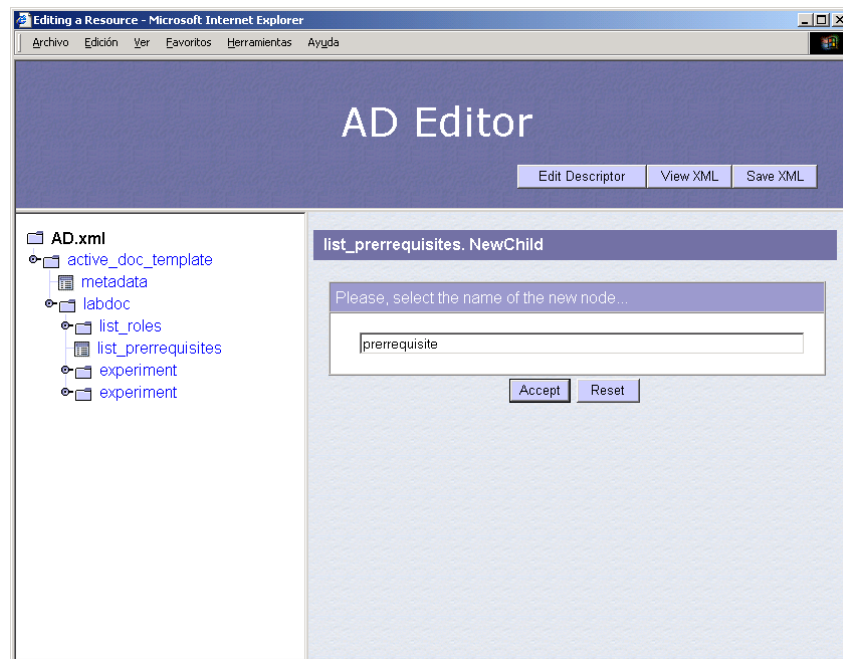 Editing a Resource - Microsoft Internet Explorer
Archivo Edición Ver Favoritos Herramientas Ayuda
AD Editor
Edit Descriptor View XML Save XML
AD.xml
active_doc_template
metadata
labdoc
list_roles
list_prerrequisites
experiment
experiment
list_prerrequisites. NewChild
Please, select the name of the new node...
prerrequisite
Accept Reset